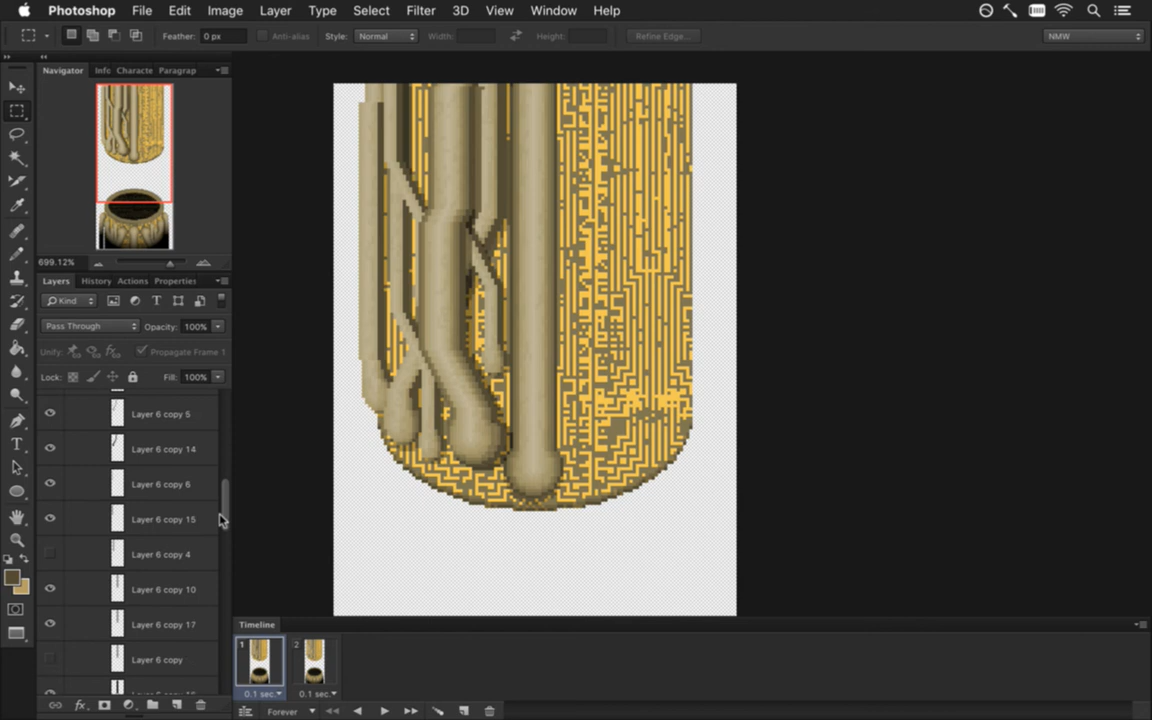 Photoshop File Edit Image Layer Type Select Filter 3D View Window Help
Feather: 0 px Anti-alias Style: Normal Width: Height: Refine Edge... NMW
Navigator Info Characte Paragrap
699.12%
Layers History Actions Properties
Kind
Pass Through Opacity: 100%
Unify: Propagate Frame 1
Lock: Fill: 100%
Layer 6 copy 5
Layer 6 copy 14
Layer 6 copy 6
Layer 6 copy 15
Layer 6 copy 4
Layer 6 copy 10
Layer 6 copy 17
Layer 6 copy
Timeline
1 2
0.1 sec. 0.1 sec.
Forever